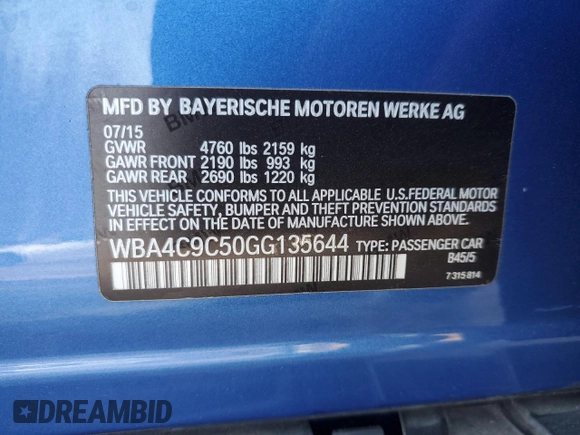 MFD BY BAYERISCHE MOTOREN WERKE AG
07/15
GVWR 4760 lbs 2159 kg
GAWR FRONT 2190 lbs 993 kg
GAWR REAR 2690 lbs 1220 kg
THIS VEHICLE CONFORMS TO ALL APPLICABLE U.S.FEDERAL MOTOR
VEHICLE SAFETY, BUMPER AND THEFT PREVENTION STANDARDS
IN EFFECT ON THE DATE OF MANUFACTURE SHOWN ABOVE.
WBA4C9C50GG135644 TYPE: PASSENGER CAR
B45/5
7315814
DREAMBID